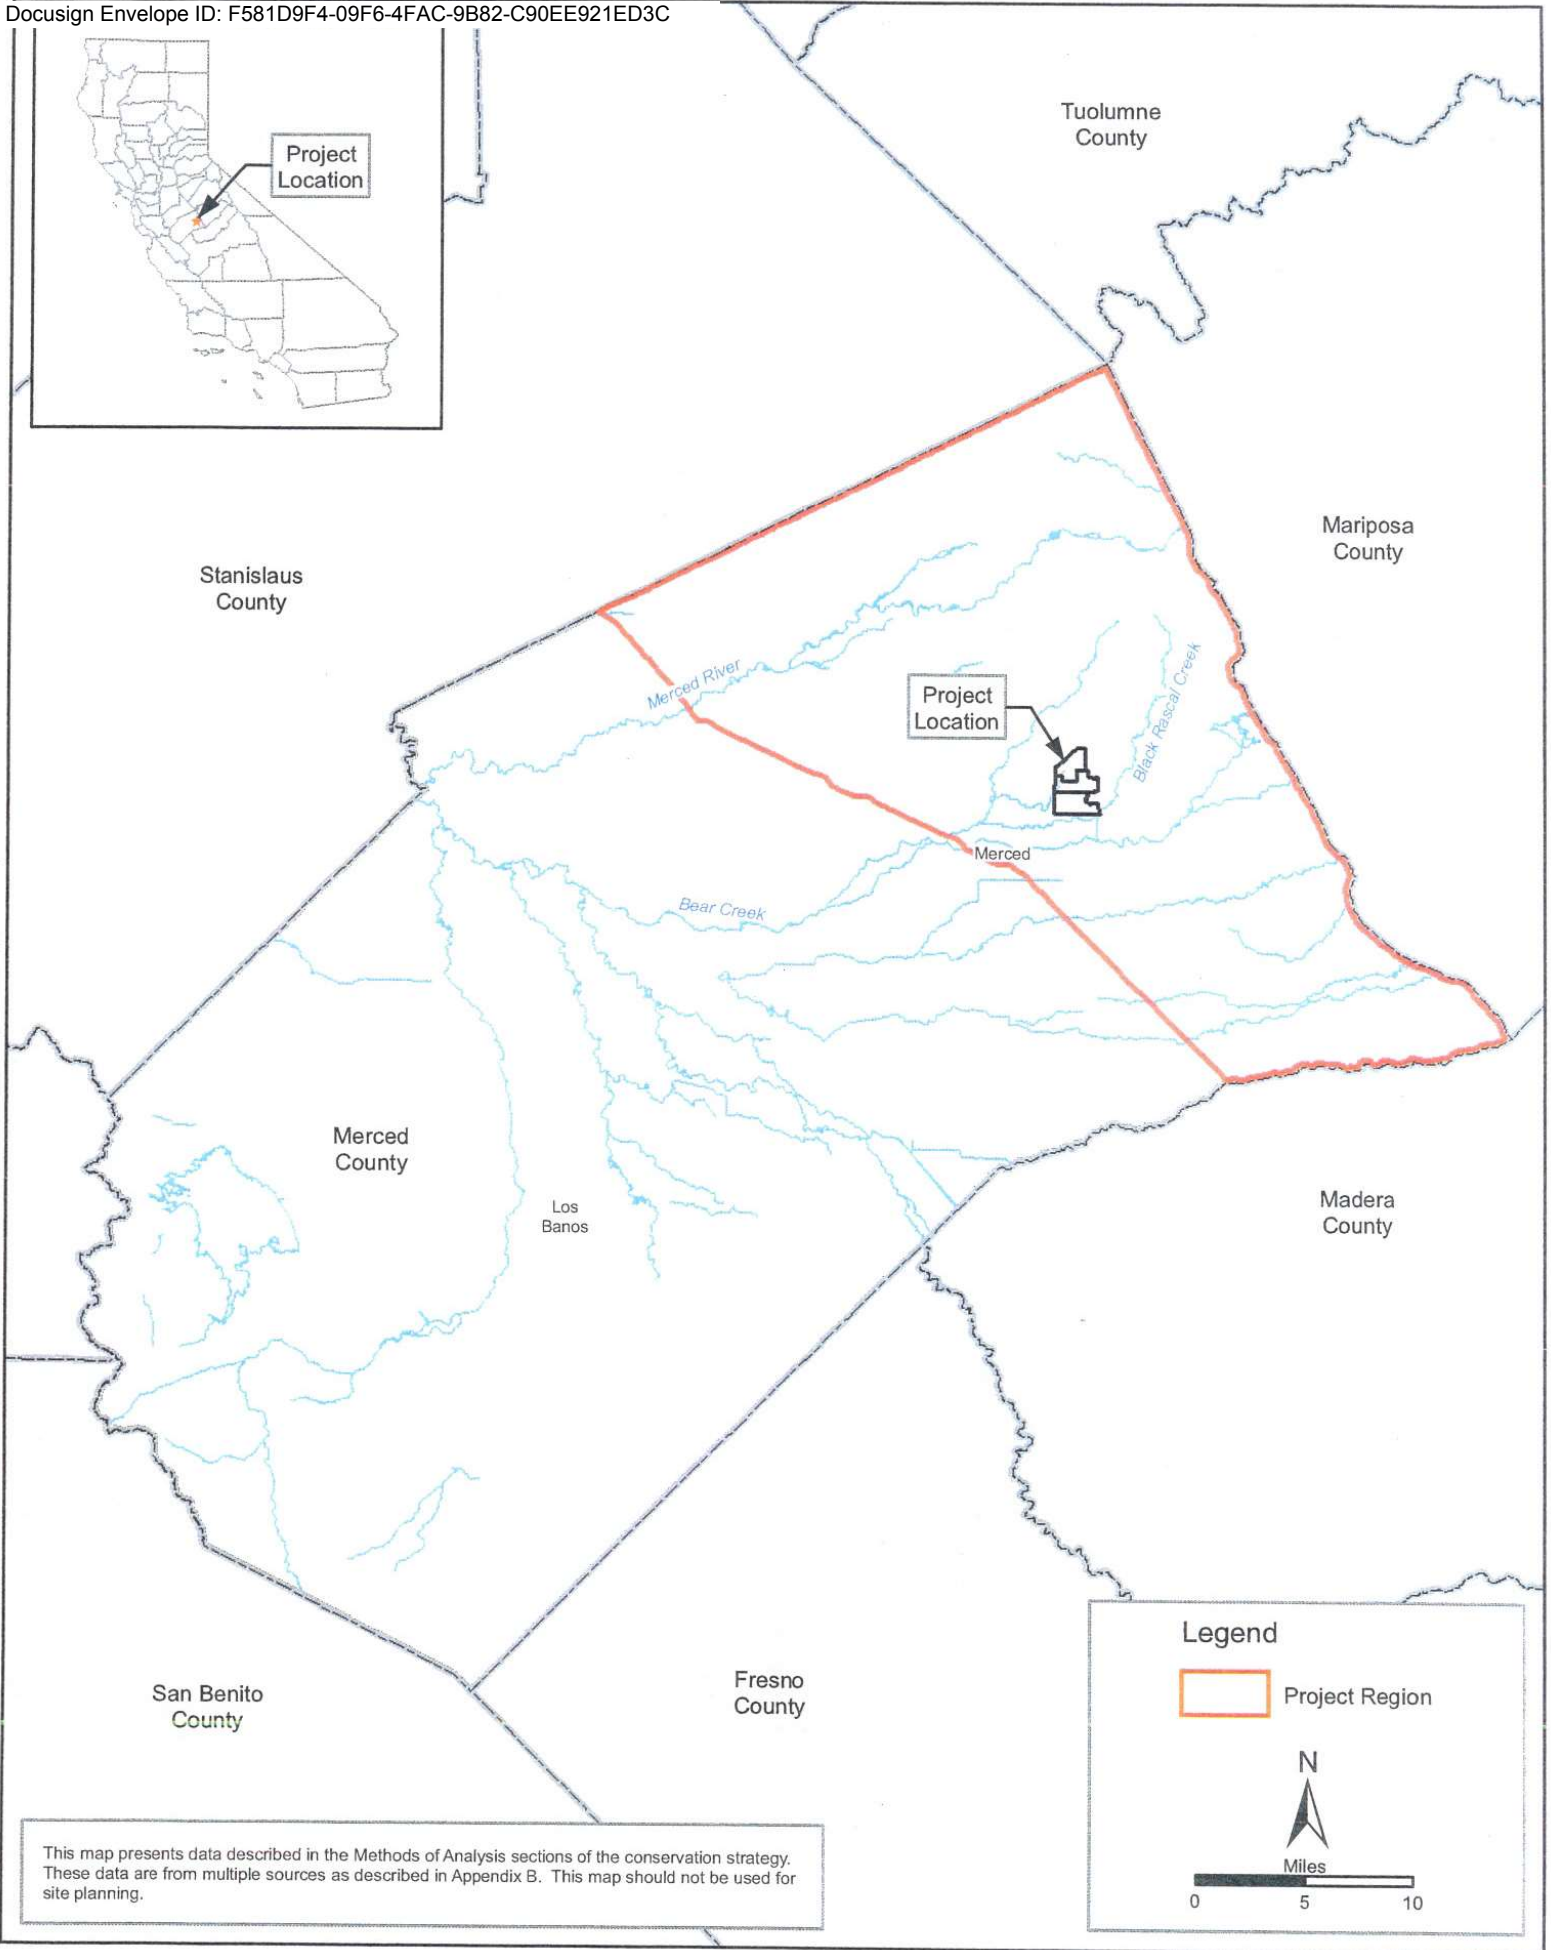 Docusign Envelope ID: F581D9F4-09F6-4FAC-9B82-C90EE921ED3C
Project
Location
Tuolumne
County
Mariposa
County
Stanislaus
County
Merced River
Project
Location
Black Rascal Creek
Merced
Bear Creek
Merced
County
Los
Banos
Madera
County
San Benito
County
Fresno
County
Legend
Project Region
N
Miles
0 5 10
This map presents data described in the Methods of Analysis sections of the conservation strategy.
These data are from multiple sources as described in Appendix B. This map should not be used for
site planning.